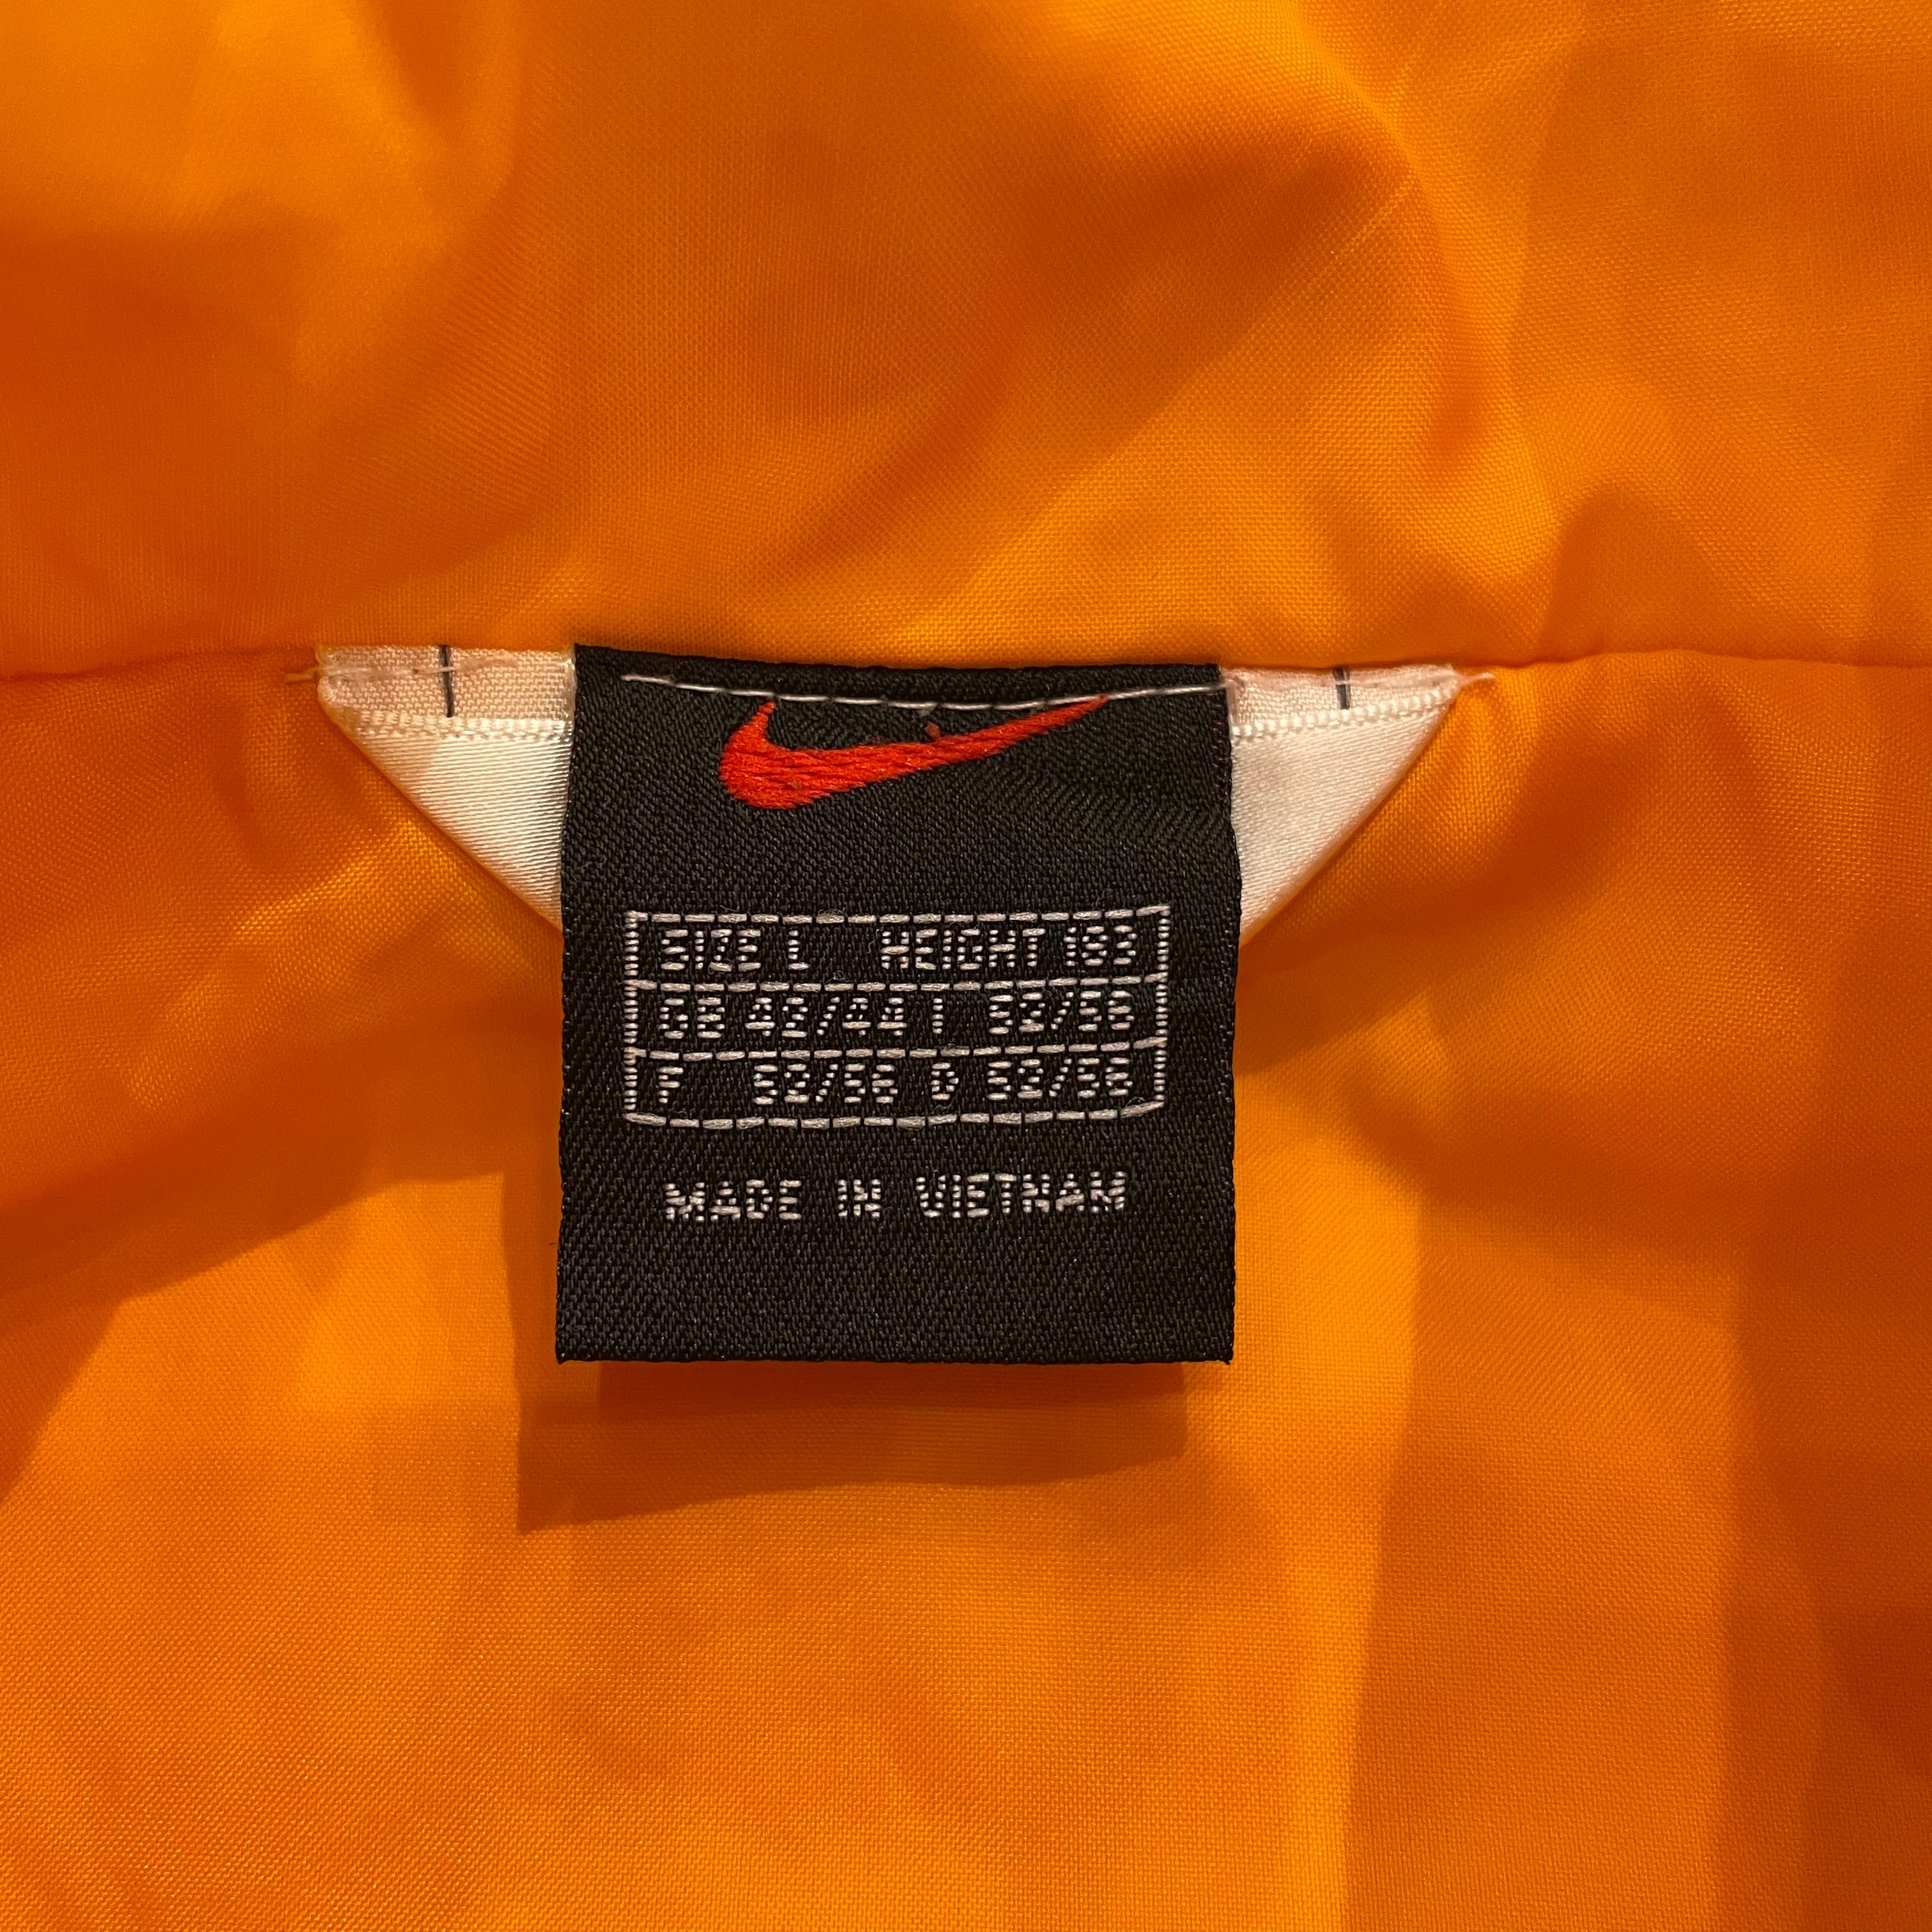 SIZE L HEIGHT 183
GB 42/44 I 52/56
F 52/56 D 52/56
MADE IN VIETNAM